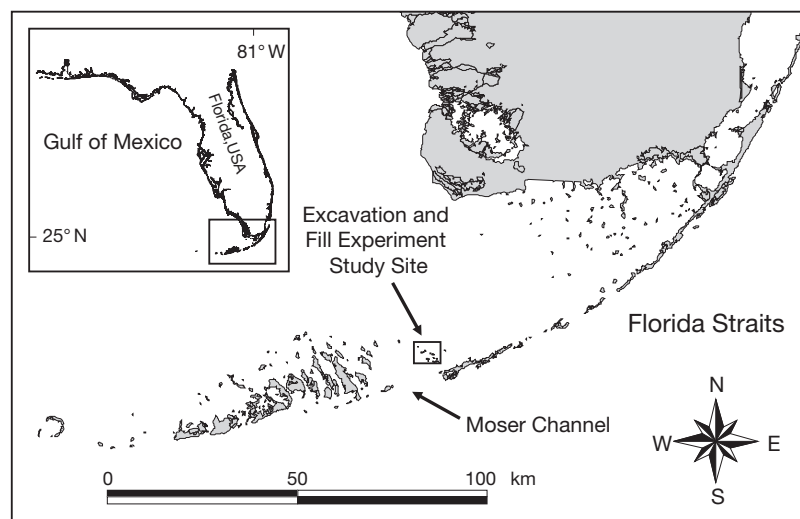 81° W
Gulf of Mexico
Florida,USA
25° N
Excavation and
Fill Experiment
Study Site
Florida Straits
Moser Channel
N
W
E
S
0
50
100
km